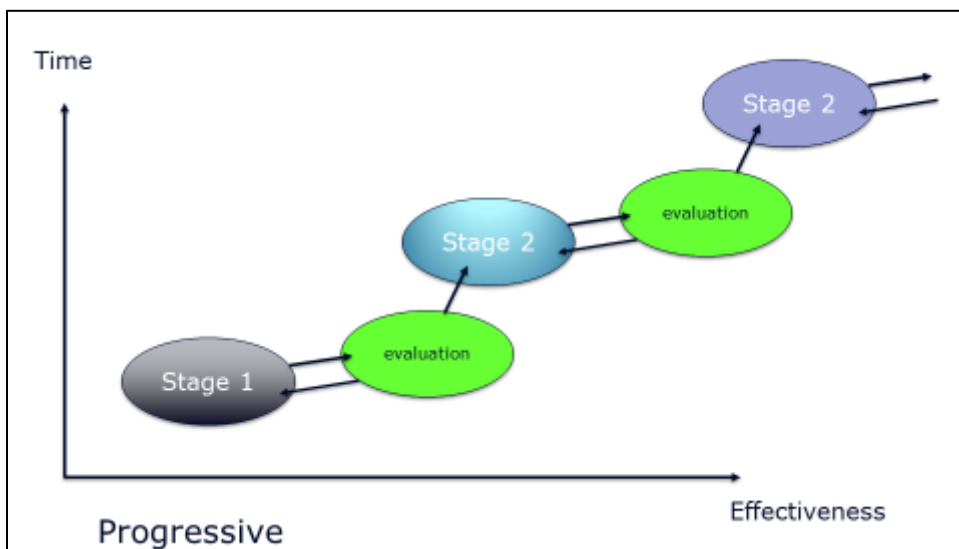 Time
Stage 2
evaluation
Stage 2
evaluation
Stage 1
Effectiveness
Progressive